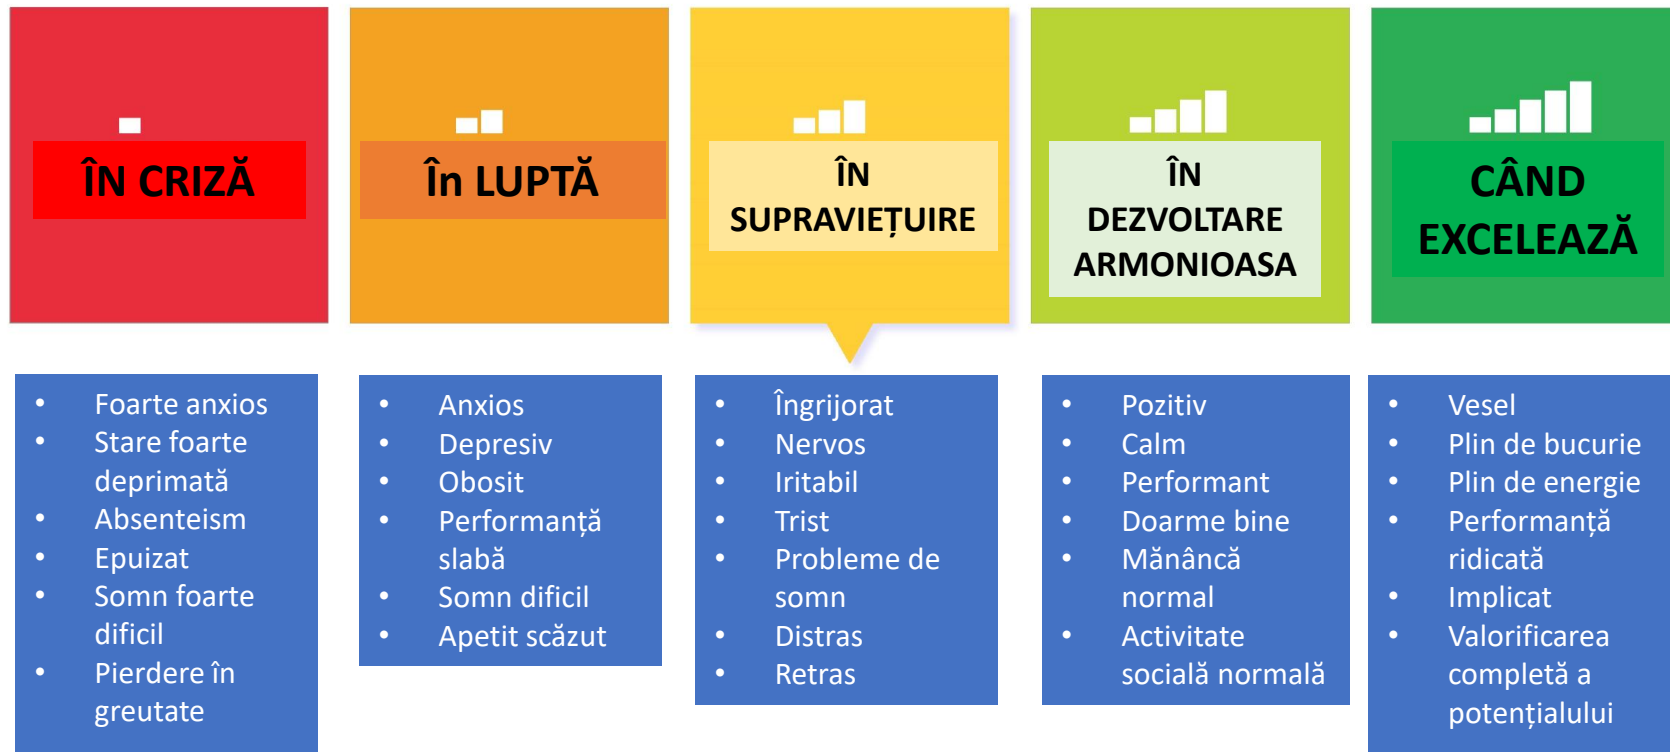 ÎN CRIZĂ
În LUPTĂ
ÎN
SUPRAVIEȚUIRE
ÎN
DEZVOLTARE
ARMONIOASA
CÂND
EXCELEAZĂ
• Foarte anxios
• Stare foarte
deprimată
• Absenteism
• Epuizat
• Somn foarte
dificil
• Pierdere în
greutate
• Anxios
• Depresiv
• Obosit
• Performanță
slabă
• Somn dificil
• Apetit scăzut
• Îngrijorat
• Nervos
• Iritabil
• Trist
• Probleme de
somn
• Distras
• Retras
• Pozitiv
• Calm
• Performant
• Doarme bine
• Mănâncă
normal
• Activitate
socială normală
• Vesel
• Plin de bucurie
• Plin de energie
• Performanță
ridicată
• Implicat
• Valorificarea
completă a
potențialului